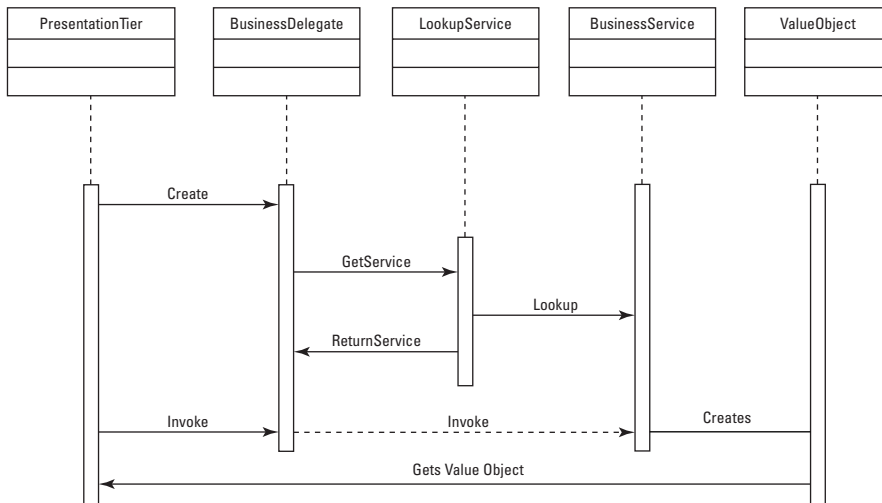 PresentationTier
BusinessDelegate
LookupService
BusinessService
ValueObject
Create
GetService
Lookup
ReturnService
Invoke
Invoke
Creates
Gets Value Object